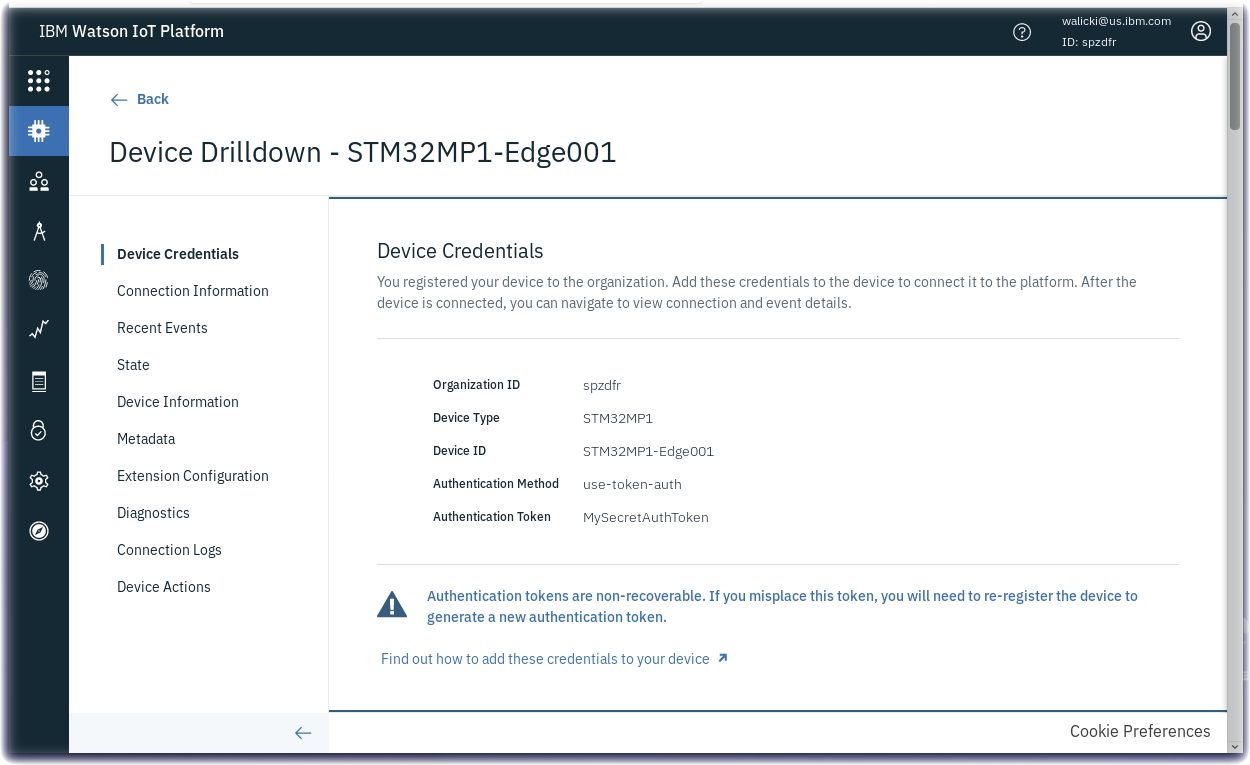 IBM Watson IoT Platform
walicki@us.ibm.com
ID: spzdfr
Back
Device Drilldown - STM32MP1-Edge001
Device Credentials
Connection Information
Recent Events
State
Device Information
Metadata
Extension Configuration
Diagnostics
Connection Logs
Device Actions
Device Credentials
You registered your device to the organization. Add these credentials to the device to connect it to the platform. After the
device is connected, you can navigate to view connection and event details.
Organization ID spzdfr
Device Type STM32MP1
Device ID STM32MP1-Edge001
Authentication Method use-token-auth
Authentication Token MySecretAuthToken
Authentication tokens are non-recoverable. If you misplace this token, you will need to re-register the device to
generate a new authentication token.
Find out how to add these credentials to your device
Cookie Preferences